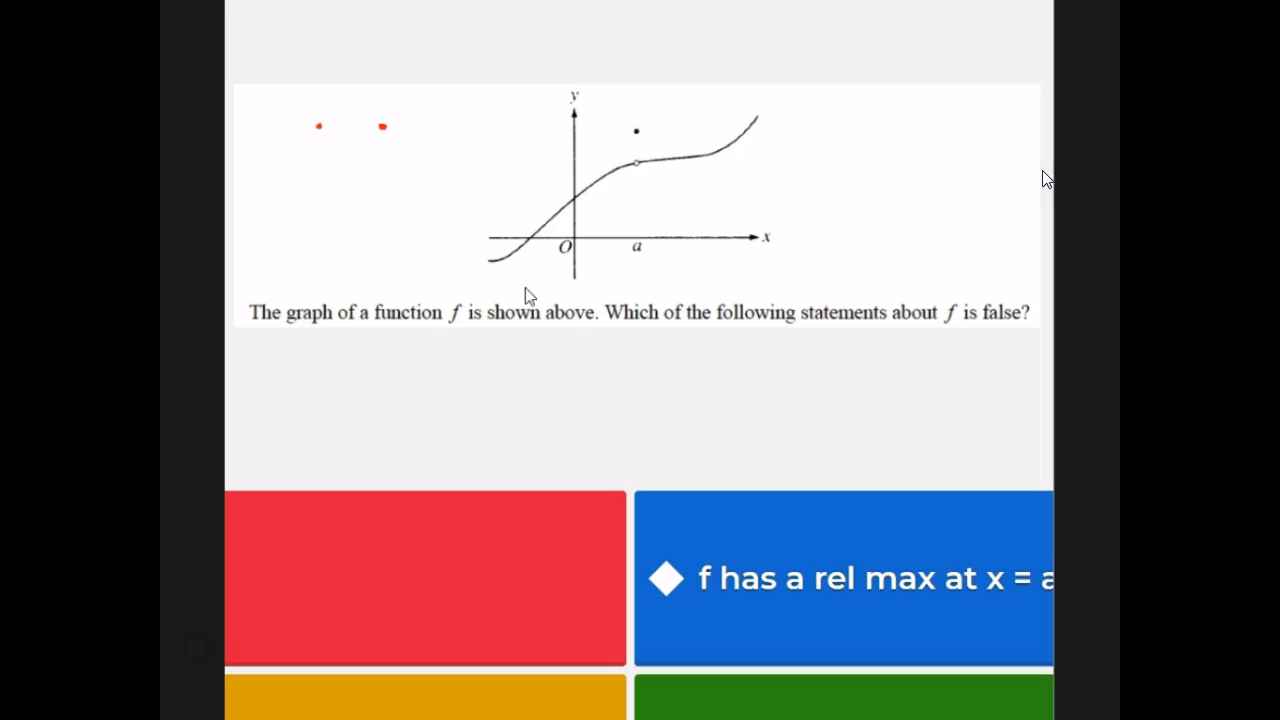 y
O
a
x
The graph of a function f is shown above. Which of the following statements about f is false?
f has a rel max at x = a